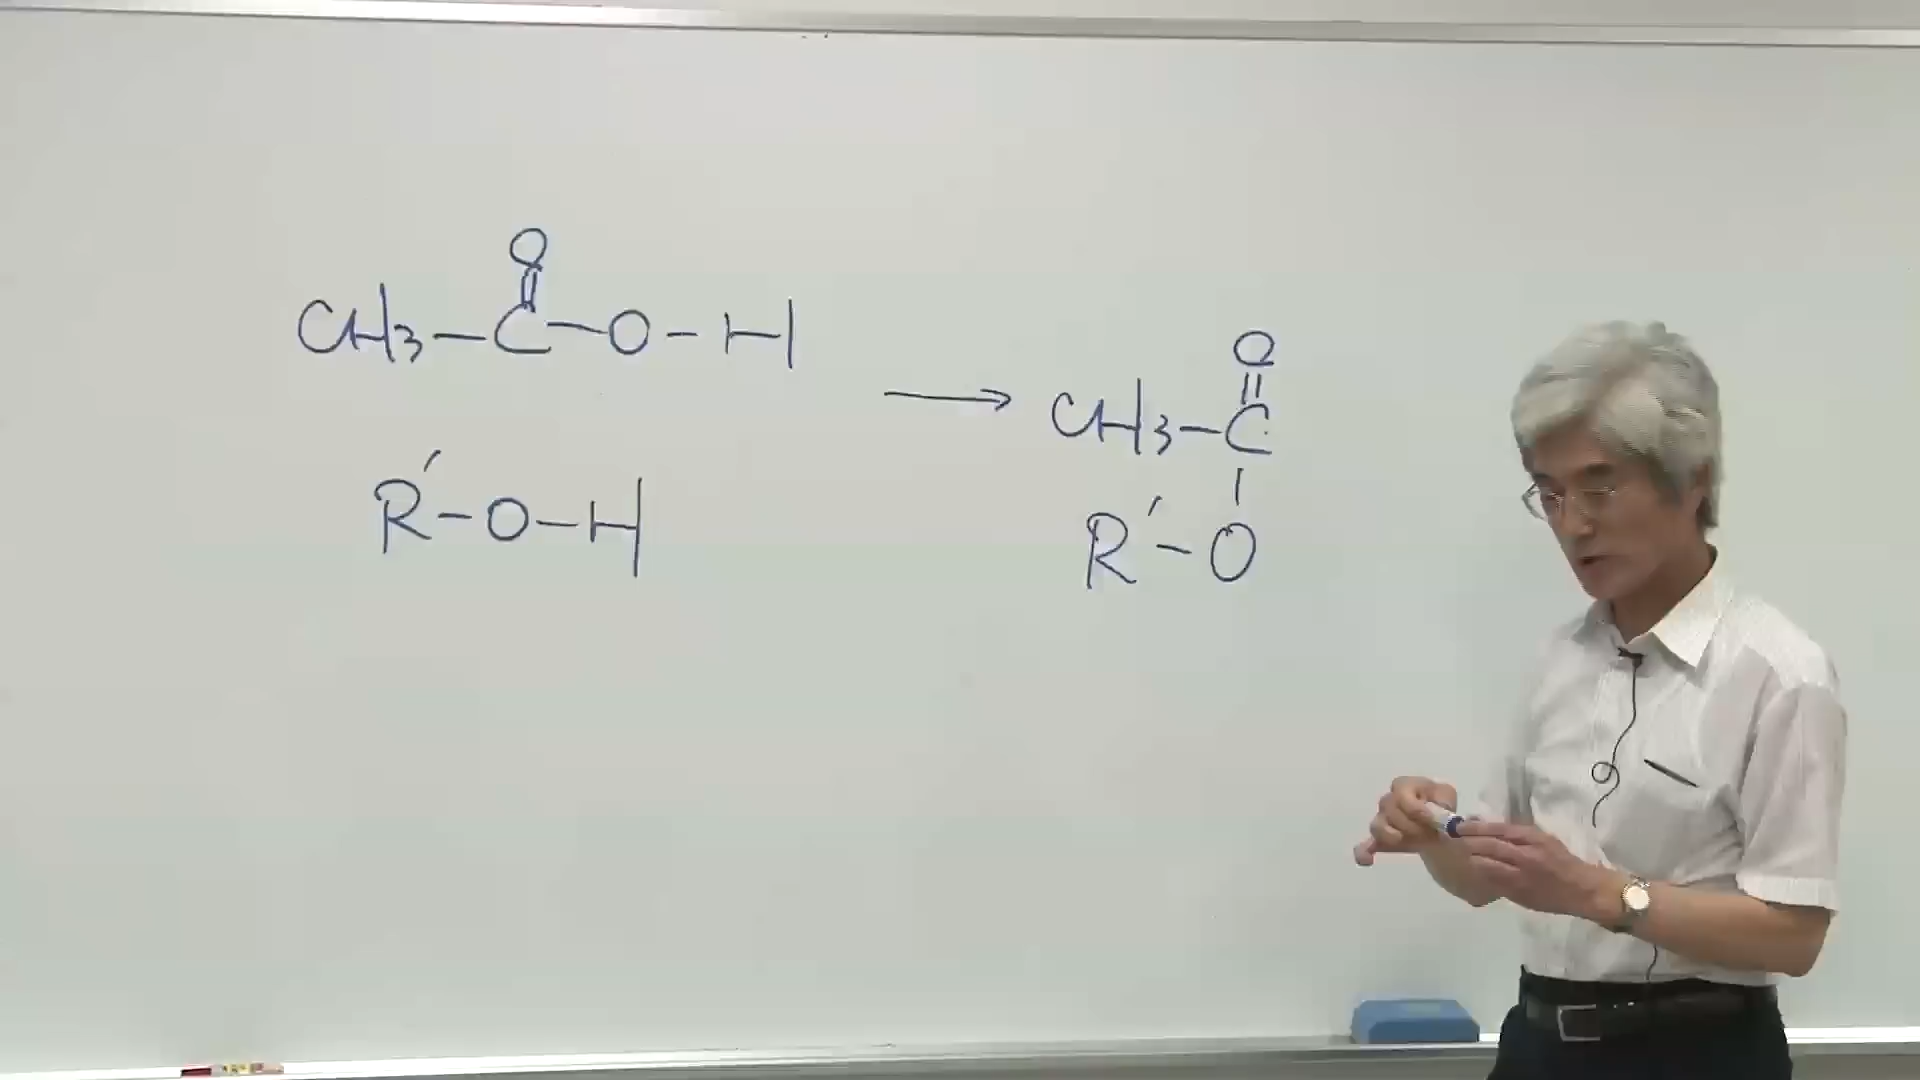 O
CH3-C-O-H
R'-O-H
→
O
CH3-C
R'-O